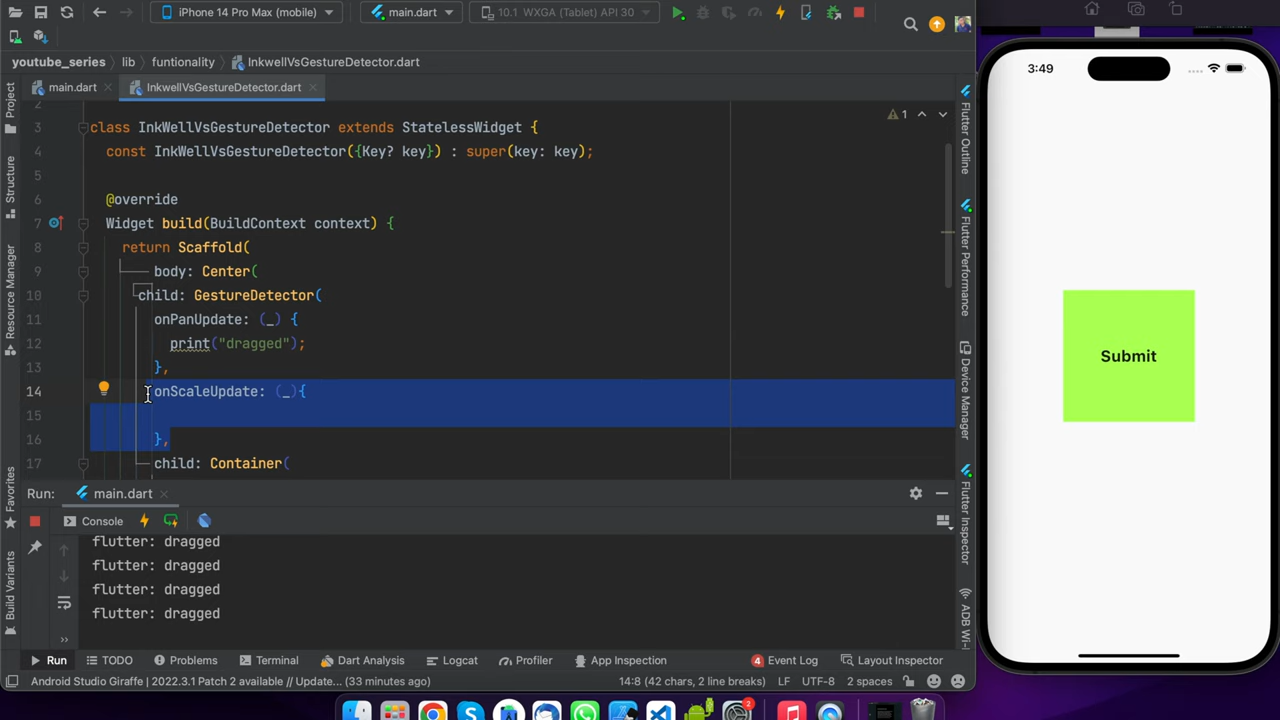 iPhone 14 Pro Max (mobile)
main.dart
10.1 WXGA (Tablet) API 30
youtube_series
lib
funtionality
InkwellVsGestureDetector.dart
main.dart
InkwellVsGestureDetector.dart
Project
Structure
Resource Manager
Favorites
Build Variants
2
3 class InkWellVsGestureDetector extends StatelessWidget {
4 const InkWellVsGestureDetector({Key? key}) : super(key: key);
5
6 @override
7 Widget build(BuildContext context) {
8 return Scaffold(
9 body: Center(
10 child: GestureDetector(
11 onPanUpdate: (_) {
12 print("dragged");
13 },
14 onScaleUpdate: (_){
15
16 },
17 child: Container(
1
Flutter Outline
Flutter Performance
Device Manager
Flutter Inspector
ADB Wi-
Run: main.dart
Console
flutter: dragged
flutter: dragged
flutter: dragged
flutter: dragged
Run
TODO
Problems
Terminal
Dart Analysis
Logcat
Profiler
App Inspection
4 Event Log
Layout Inspector
Android Studio Giraffe | 2022.3.1 Patch 2 available // Update... (33 minutes ago)
14:8 (42 chars, 2 line breaks)
LF
UTF-8
2 spaces
3:49
Submit
2